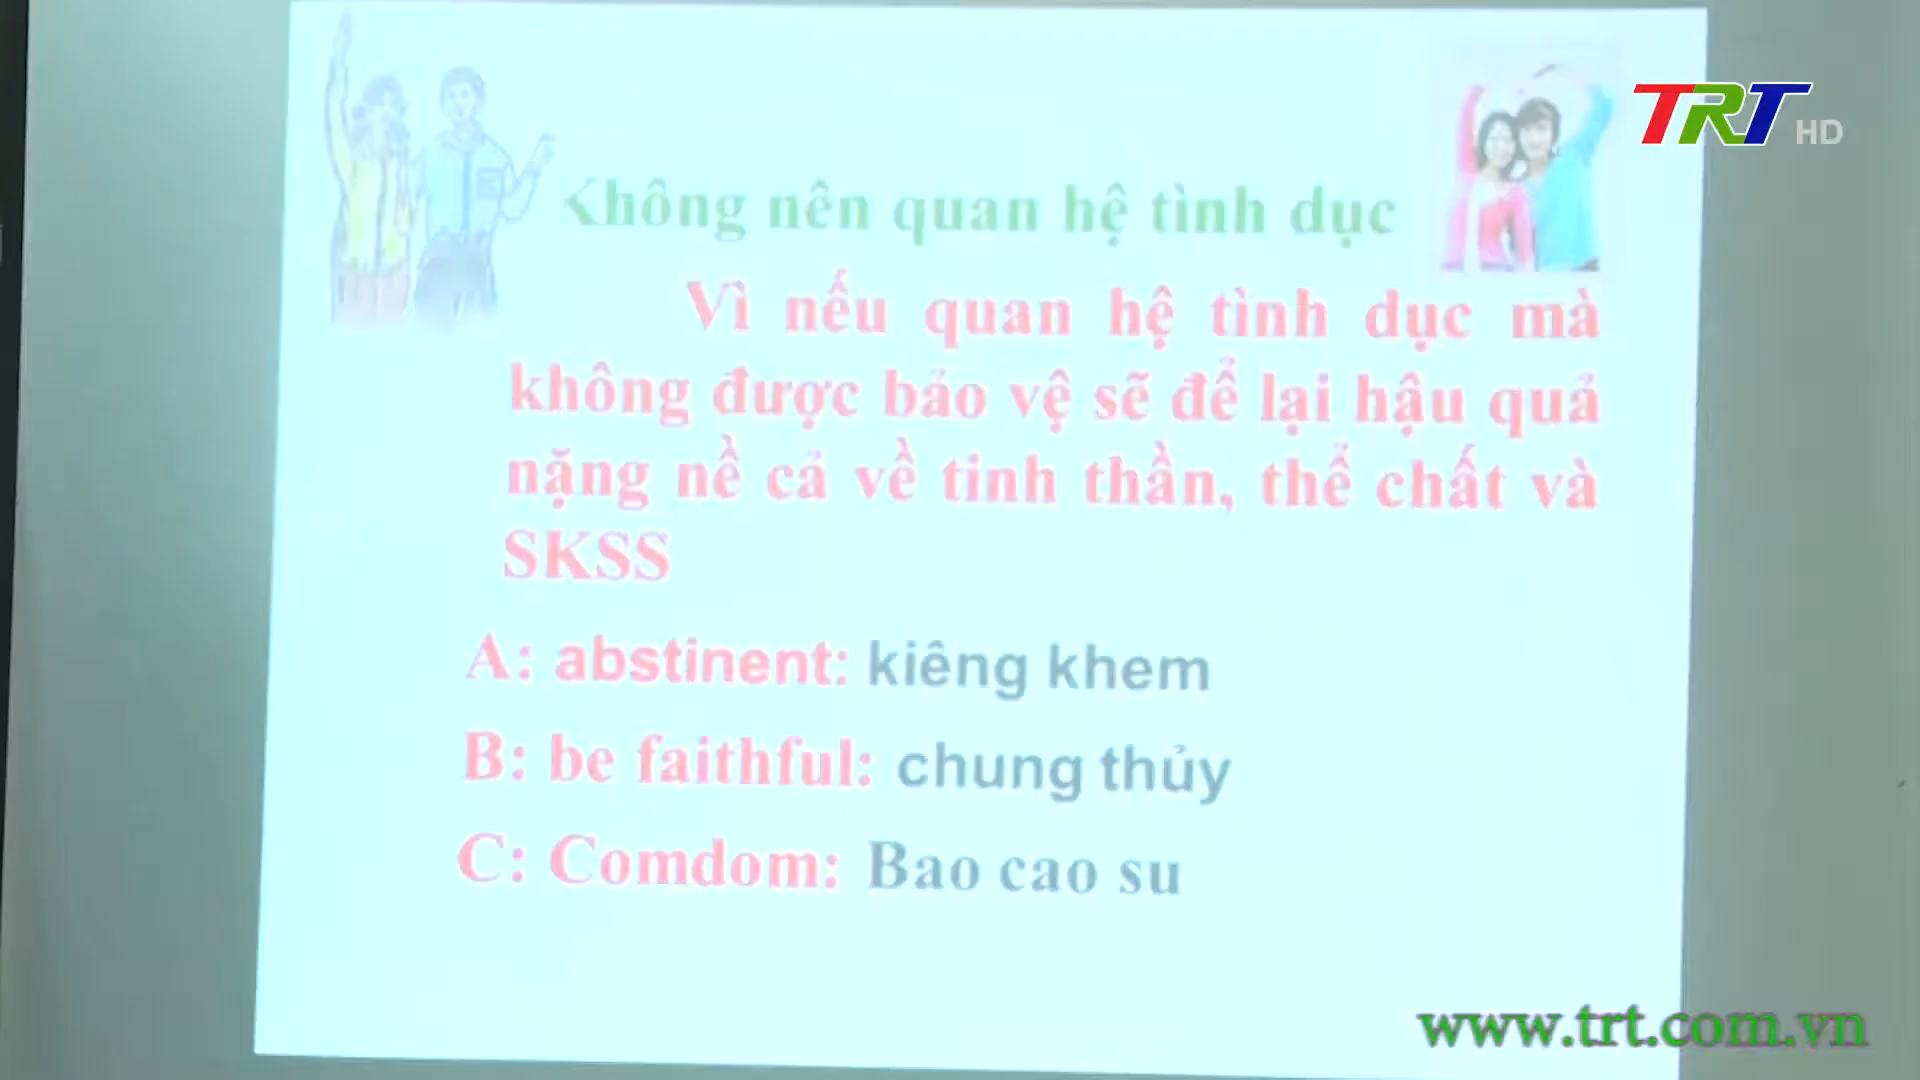 TRT HD
Không nên quan hệ tình dục
Vì nếu quan hệ tình dục mà
không được bảo vệ sẽ để lại hậu quả
nặng nề cả về tinh thần, thể chất và
SKSS
A: abstinent: kiêng khem
B: be faithful: chung thủy
C: Comdom: Bao cao su
www.trt.com.vn